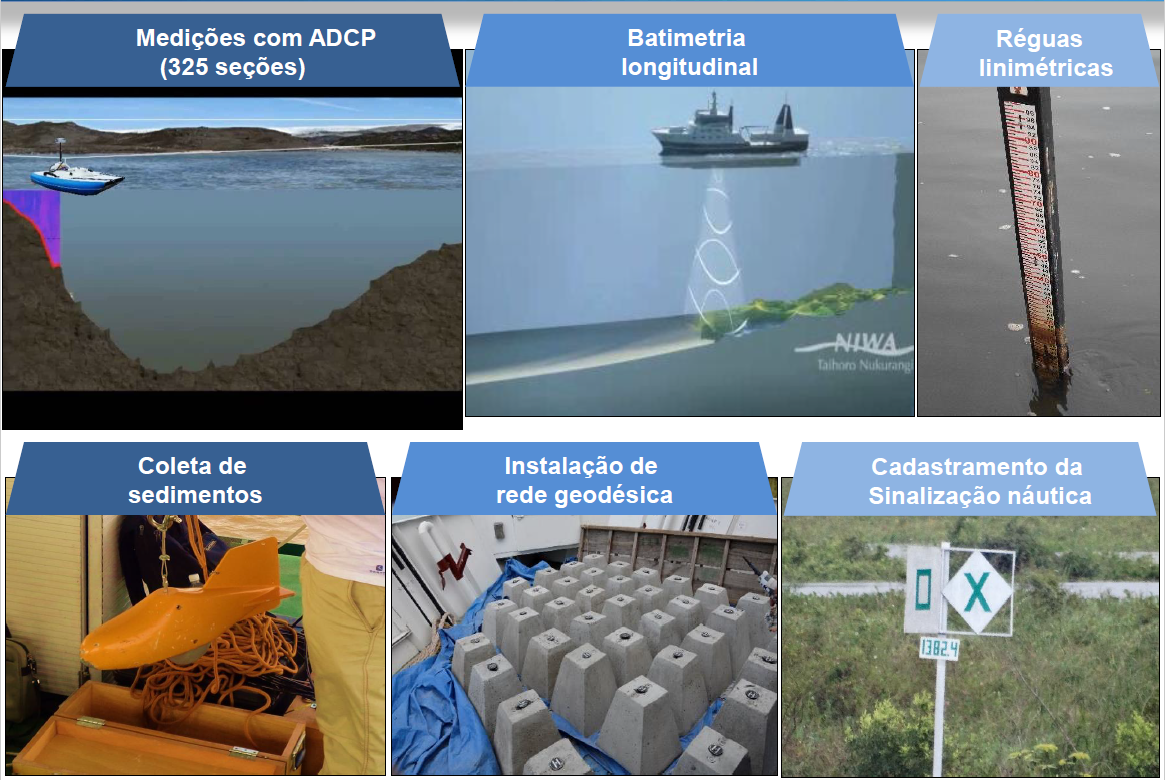 Medições com ADCP
(325 seções)
Batimetria
longitudinal
Réguas
linimétricas
NIWA
Taihoro Nukurangi
Coleta de
sedimentos
Instalação de
rede geodésica
Cadastramento da
Sinalização náutica
X
1382.4